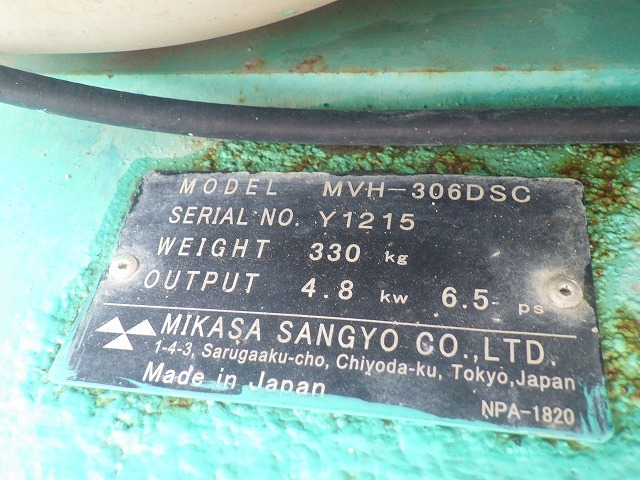 MODEL MVH-306DSC
SERIAL NO. Y1215
WEIGHT 330 kg
OUTPUT 4.8 kw 6.5 ps
MIKASA SANGYO CO.,LTD.
1-4-3, Sarugaaku-cho, Chiyoda-ku, Tokyo, Japan
Made in Japan
NPA-1820